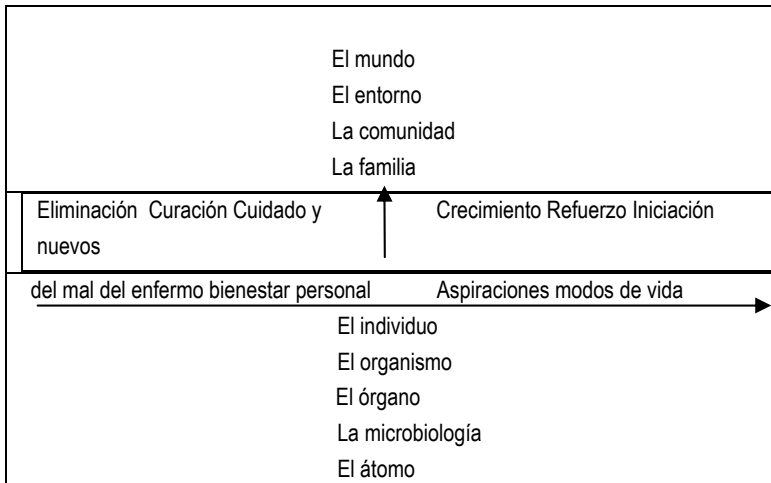 El mundo
El entorno
La comunidad
La familia
Eliminación Curación Cuidado y Crecimiento Refuerzo Iniciación
nuevos
del mal del enfermo bienestar personal Aspiraciones modos de vida
El individuo
El organismo
El órgano
La microbiología
El átomo